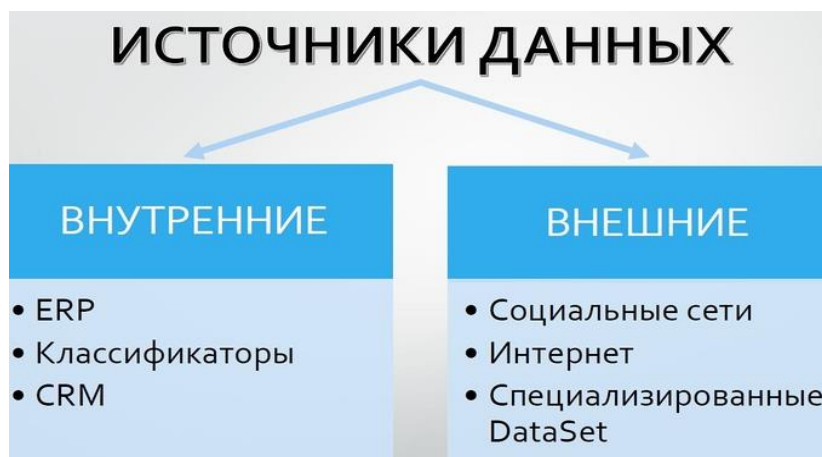 ИСТОЧНИКИ ДАННЫХ
ВНУТРЕННИЕ
• ERP
• Классификаторы
• CRM
ВНЕШНИЕ
• Социальные сети
• Интернет
• Специализированные
DataSet